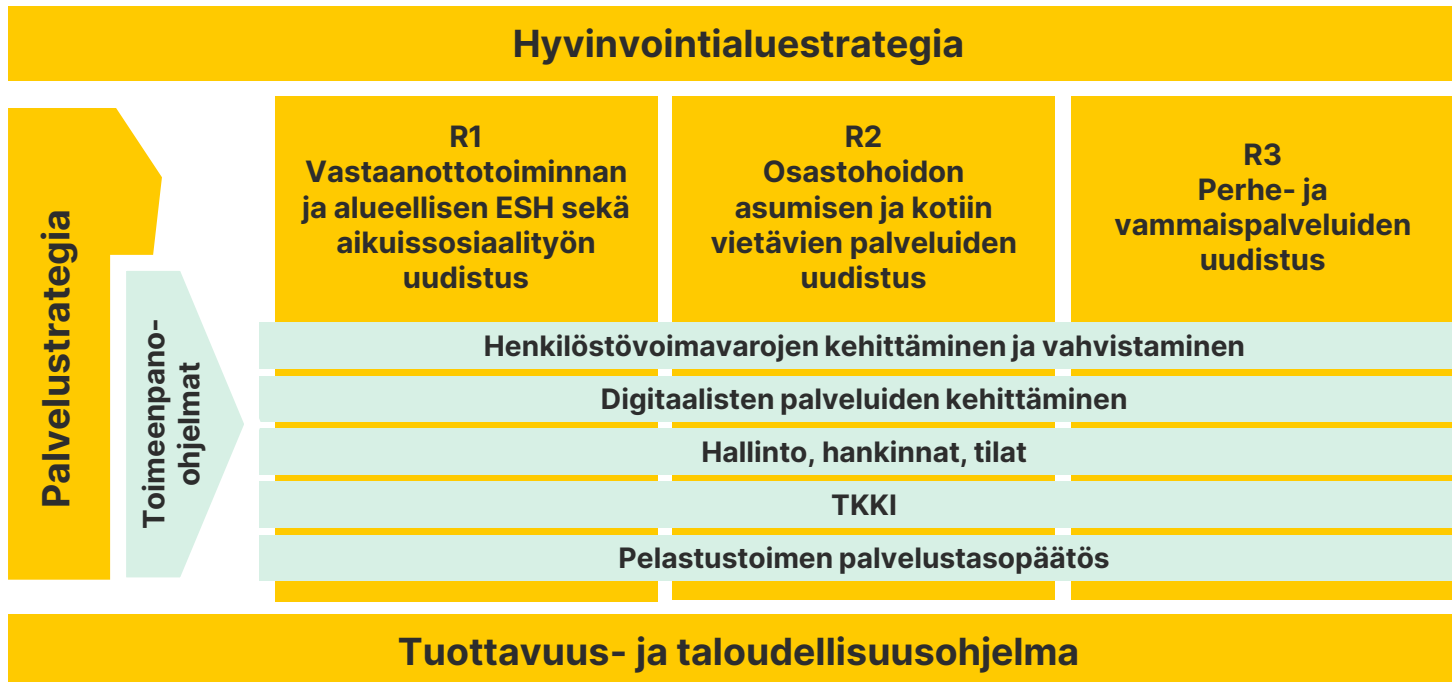 Hyvinvointialuestrategia
Palvelustrategia
Toimeenpano-
ohjelmat
R1
Vastaanottotoiminnan
ja alueellisen ESH sekä
aikuissosiaalityön
uudistus
R2
Osastohoidon
asumisen ja kotiin
vietävien palveluiden
uudistus
R3
Perhe- ja
vammaispalveluiden
uudistus
Henkilöstövoimavarojen kehittäminen ja vahvistaminen
Digitaalisten palveluiden kehittäminen
Hallinto, hankinnat, tilat
TKKI
Pelastustoimen palvelustasopäätös
Tuottavuus- ja taloudellisuusohjelma